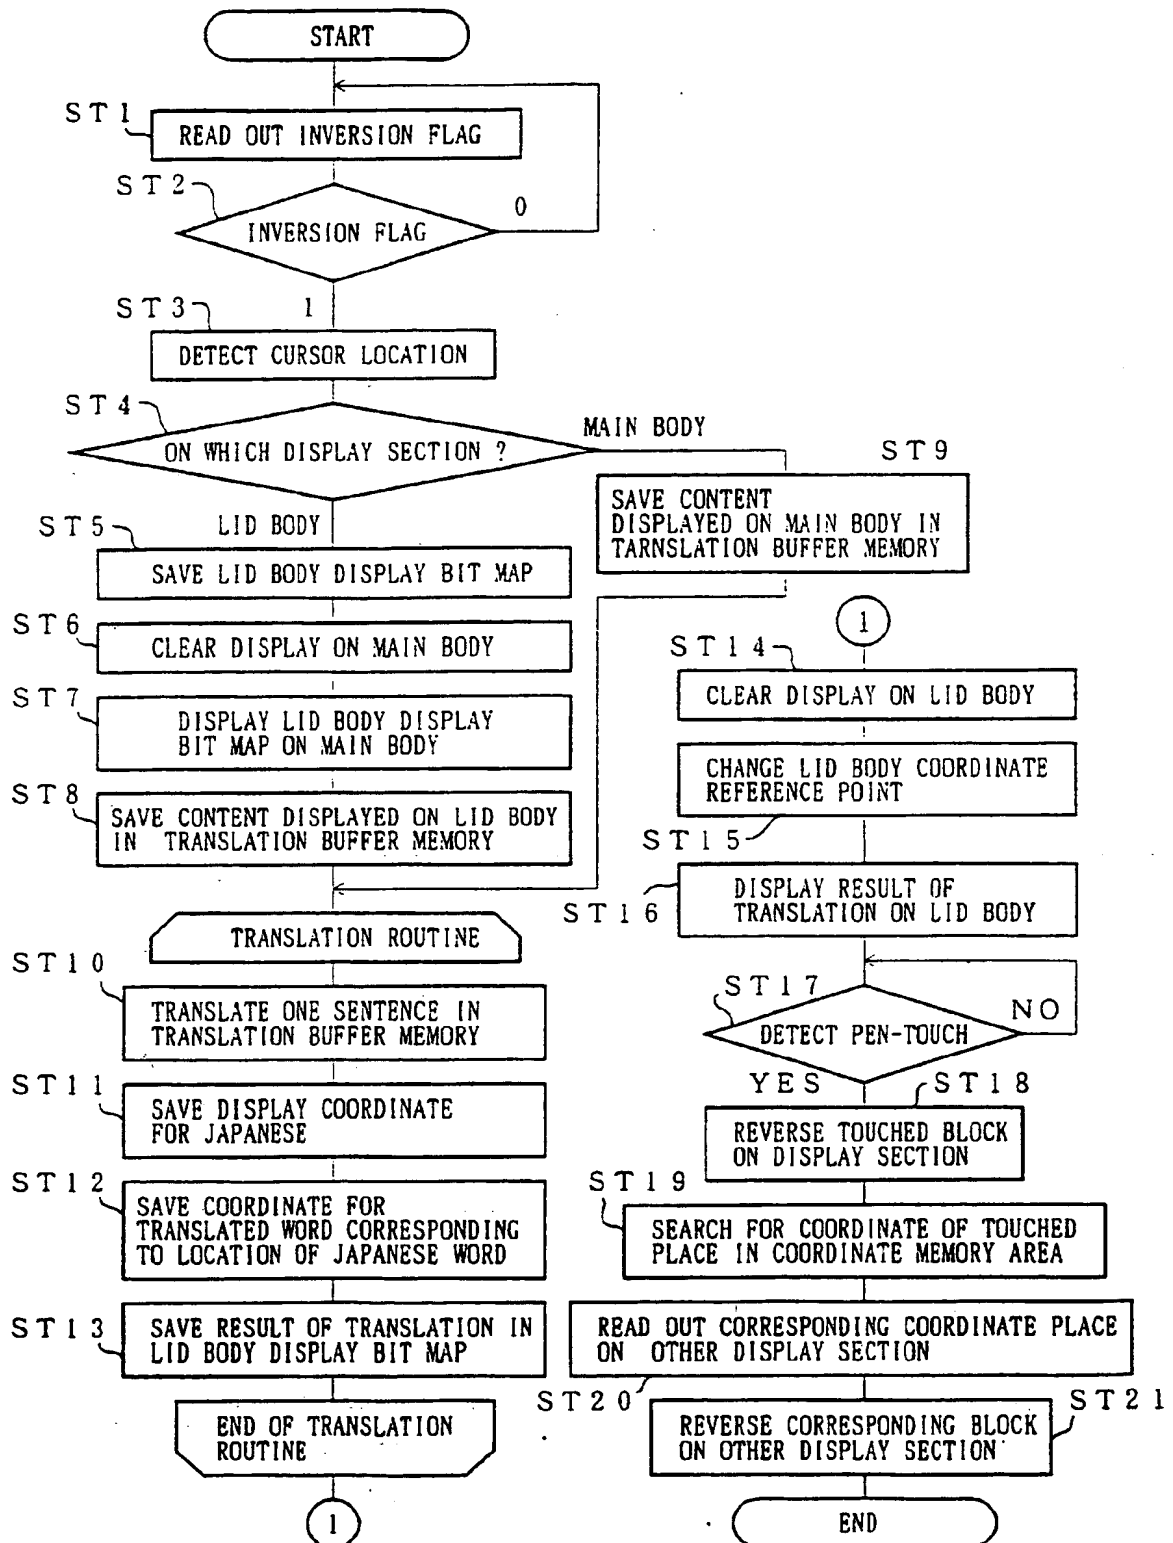 START
ST1
READ OUT INVERSION FLAG
ST2
0
INVERSION FLAG
1
ST3
DETECT CURSOR LOCATION
ST4
ON WHICH DISPLAY SECTION ?
MAIN BODY
LID BODY
ST5
SAVE LID BODY DISPLAY BIT MAP
ST6
CLEAR DISPLAY ON MAIN BODY
ST7
DISPLAY LID BODY DISPLAY
BIT MAP ON MAIN BODY
ST8
SAVE CONTENT DISPLAYED ON LID BODY
IN TRANSLATION BUFFER MEMORY
ST9
SAVE CONTENT
DISPLAYED ON MAIN BODY IN
TARNSLATION BUFFER MEMORY
TRANSLATION ROUTINE
ST10
TRANSLATE ONE SENTENCE IN
TRANSLATION BUFFER MEMORY
ST11
SAVE DISPLAY COORDINATE
FOR JAPANESE
ST12
SAVE COORDINATE FOR
TRANSLATED WORD CORRESPONDING
TO LOCATION OF JAPANESE WORD
ST13
SAVE RESULT OF TRANSLATION IN
LID BODY DISPLAY BIT MAP
END OF TRANSLATION
ROUTINE
1
1
ST14
CLEAR DISPLAY ON LID BODY
CHANGE LID BODY COORDINATE
REFERENCE POINT
ST15
DISPLAY RESULT OF
TRANSLATION ON LID BODY
ST16
ST17
NO
DETECT PEN-TOUCH
YES
ST18
REVERSE TOUCHED BLOCK
ON DISPLAY SECTION
ST19
SEARCH FOR COORDINATE OF TOUCHED
PLACE IN COORDINATE MEMORY AREA
READ OUT CORRESPONDING COORDINATE PLACE
ON OTHER DISPLAY SECTION
ST20
ST21
REVERSE CORRESPONDING BLOCK
ON OTHER DISPLAY SECTION
END